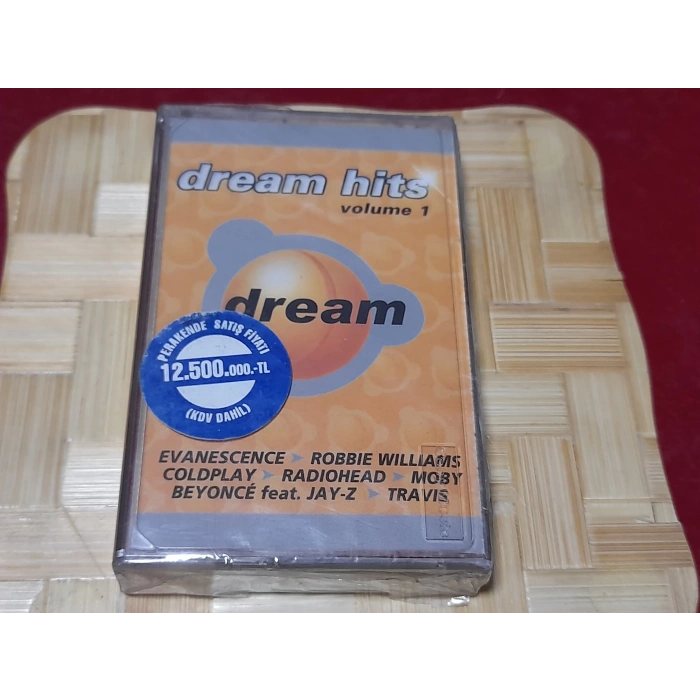 dream hits
volume 1
dream
PERAKENDE SATIŞ FİYATI
12.500.000.-TL
(KDV DAHİL)
EVANESCENCE ➤ ROBBIE WILLIAMS
COLDPLAY ➤ RADIOHEAD ➤ MOBY
BEYONCÉ feat. JAY-Z ➤ TRAVIS